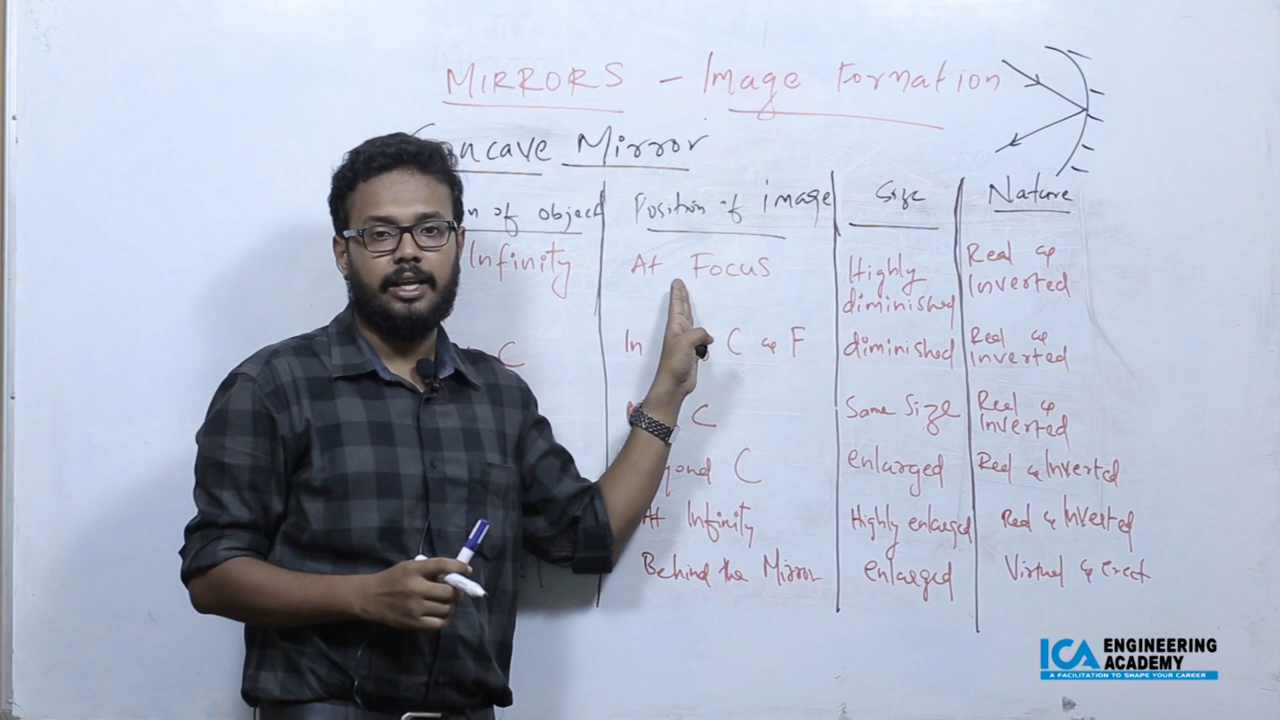 MIRRORS - Image Formation
Concave Mirror
of object
Position of image
Size
Nature
Infinity
At Focus
Highly
diminished
Real &
Inverted
C
In C & F
diminished
Real &
Inverted
C
Same Size
Real &
Inverted
C
enlarged
Real & Inverted
At Infinity
Highly enlarged
Real & Inverted
Behind the Mirror
enlarged
Virtual & erect
ICA ENGINEERING
ACADEMY
A FACILITATION TO SHAPE YOUR CAREER